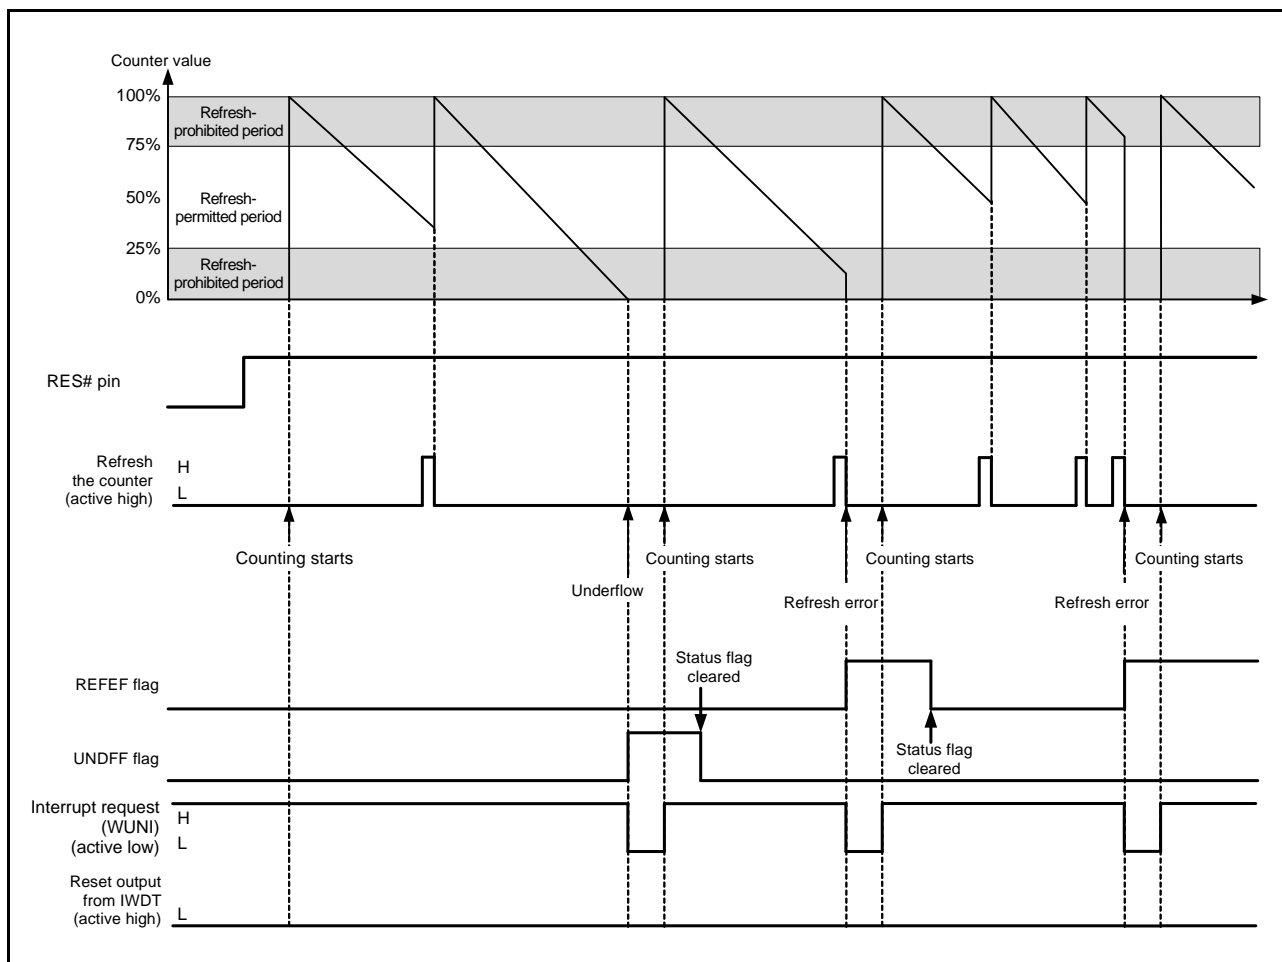 Counter value
100%
Refresh-
prohibited period
75%
50%
Refresh-
permitted period
25%
Refresh-
prohibited period
0%
RES# pin
Refresh
the counter
(active high)
H
L
Counting starts
Counting starts
Counting starts
Counting starts
Underflow
Refresh error
Refresh error
Status flag
cleared
REFEF flag
Status flag
cleared
UNDFF flag
Interrupt request
(WUNI)
(active low)
H
L
Reset output
from IWDT
(active high)
L